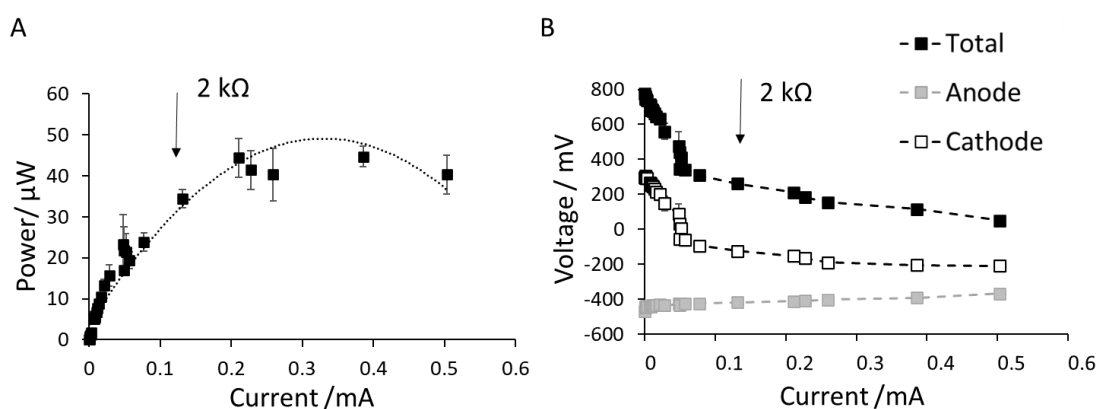 A
2 kΩ
60
50
40
30
20
10
0
Power/ μW
0 0.1 0.2 0.3 0.4 0.5 0.6
Current /mA
B
Total
Anode
Cathode
2 kΩ
800
600
400
200
0
-200
-400
-600
Voltage / mV
0 0.1 0.2 0.3 0.4 0.5 0.6
Current /mA